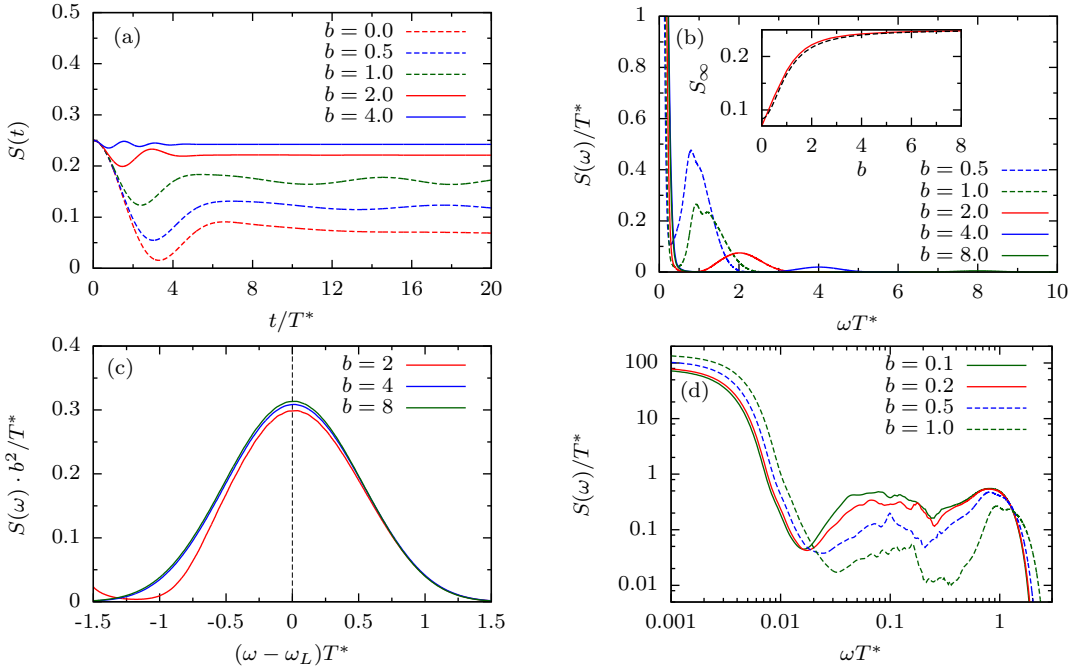 (a)
S(t)
0.5
0.4
0.3
0.2
0.1
0
b = 0.0
b = 0.5
b = 1.0
b = 2.0
b = 4.0
0 4 8 12 16 20
t/T*
(b)
S(ω)/T*
1
0.8
0.6
0.4
0.2
0
S∞
0.2
0.1
0 2 4 6 8
b
b = 0.5
b = 1.0
b = 2.0
b = 4.0
b = 8.0
0 2 4 6 8 10
ωT*
(c)
S(ω) · b²/T*
0.4
0.3
0.2
0.1
0
b = 2
b = 4
b = 8
-1.5 -1 -0.5 0 0.5 1 1.5
(ω − ω_L)T*
(d)
S(ω)/T*
100
10
1
0.1
0.01
b = 0.1
b = 0.2
b = 0.5
b = 1.0
0.001 0.01 0.1 1
ωT*